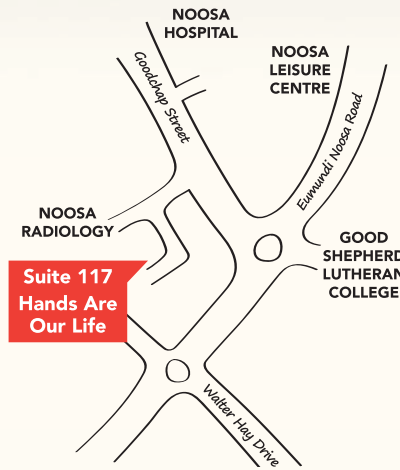 NOOSA
HOSPITAL
NOOSA
LEISURE
CENTRE
Goodchap Street
Eumundi Noosa Road
NOOSA
RADIOLOGY
GOOD
SHEPHERD
LUTHERAN
COLLEGE
Suite 117
Hands Are
Our Life
Walter Hay Drive